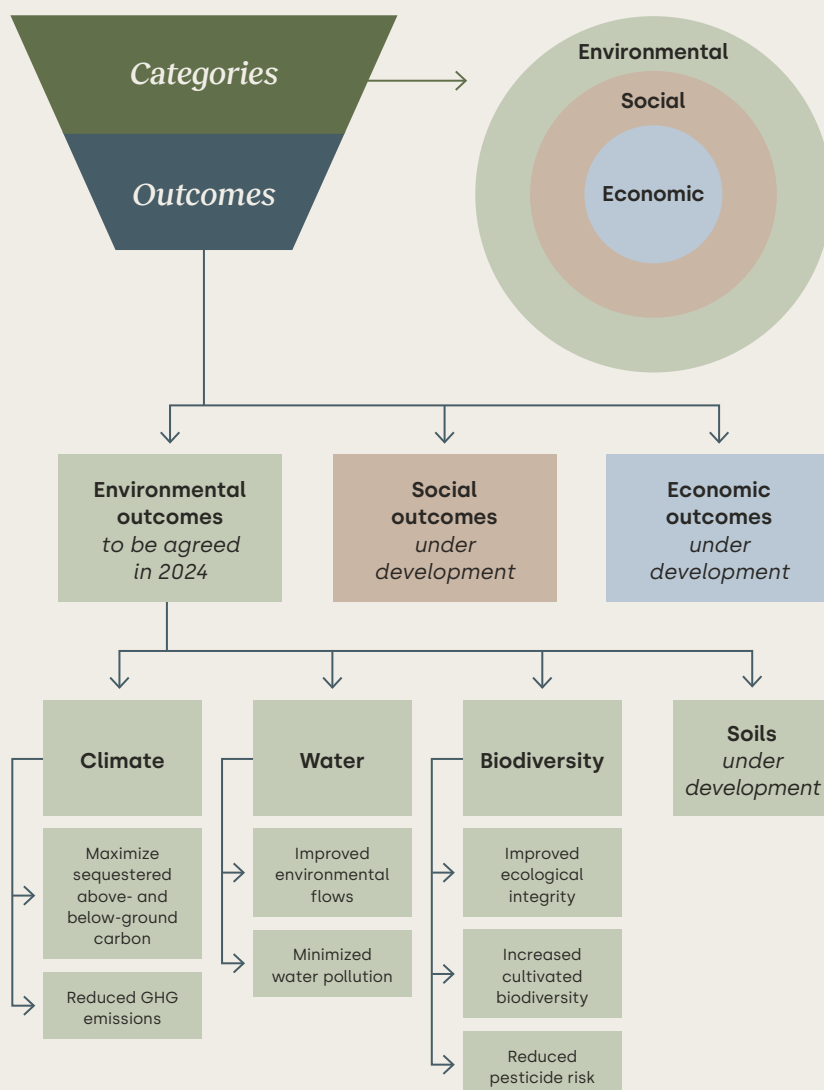 Categories
Outcomes
Environmental
Social
Economic
Environmental
outcomes
to be agreed
in 2024
Social
outcomes
under
development
Economic
outcomes
under
development
Climate
Maximize
sequestered
above- and
below-ground
carbon
Reduced GHG
emissions
Water
Improved
environmental
flows
Minimized
water pollution
Biodiversity
Improved
ecological
integrity
Increased
cultivated
biodiversity
Reduced
pesticide risk
Soils
under
development